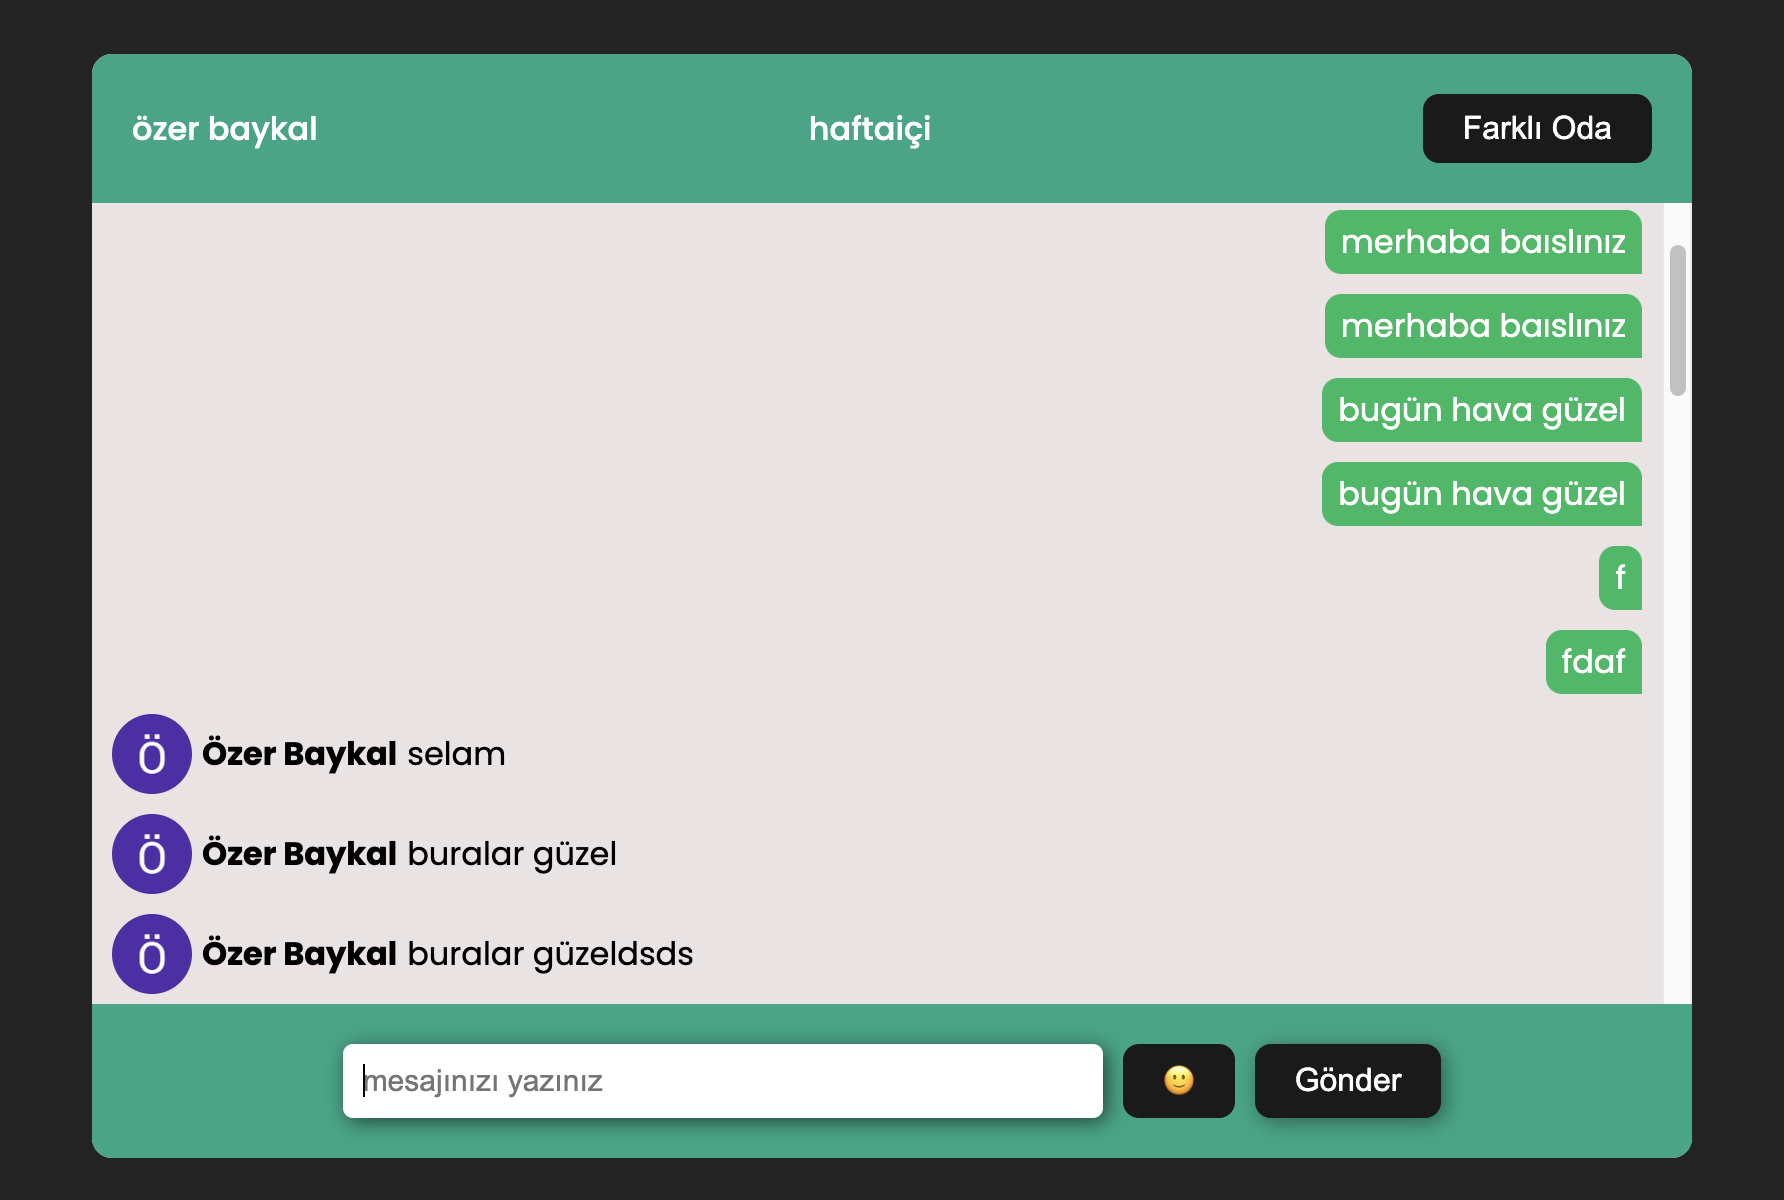 özer baykal
haftaiçi
Farklı Oda
merhaba baıslınız
merhaba baıslınız
bugün hava güzel
bugün hava güzel
f
fdaf
Ö Özer Baykal selam
Ö Özer Baykal buralar güzel
Ö Özer Baykal buralar güzeldsds
mesajınızı yazınız
🙂
Gönder